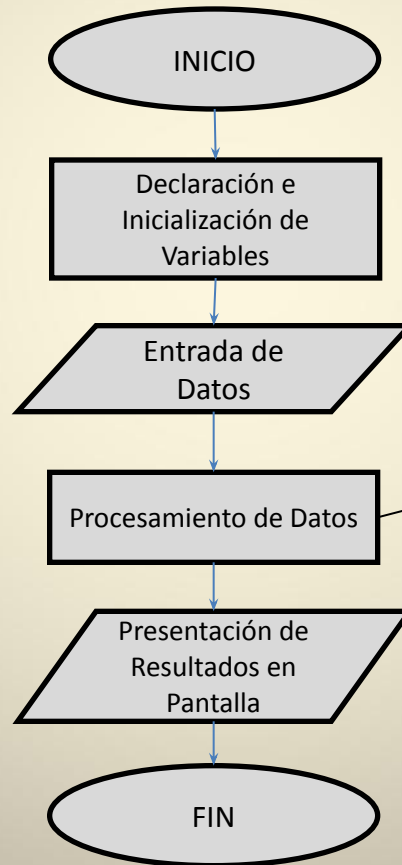 INICIO
Declaración e
Inicialización de
Variables
Entrada de
Datos
Procesamiento de Datos
Presentación de
Resultados en
Pantalla
FIN